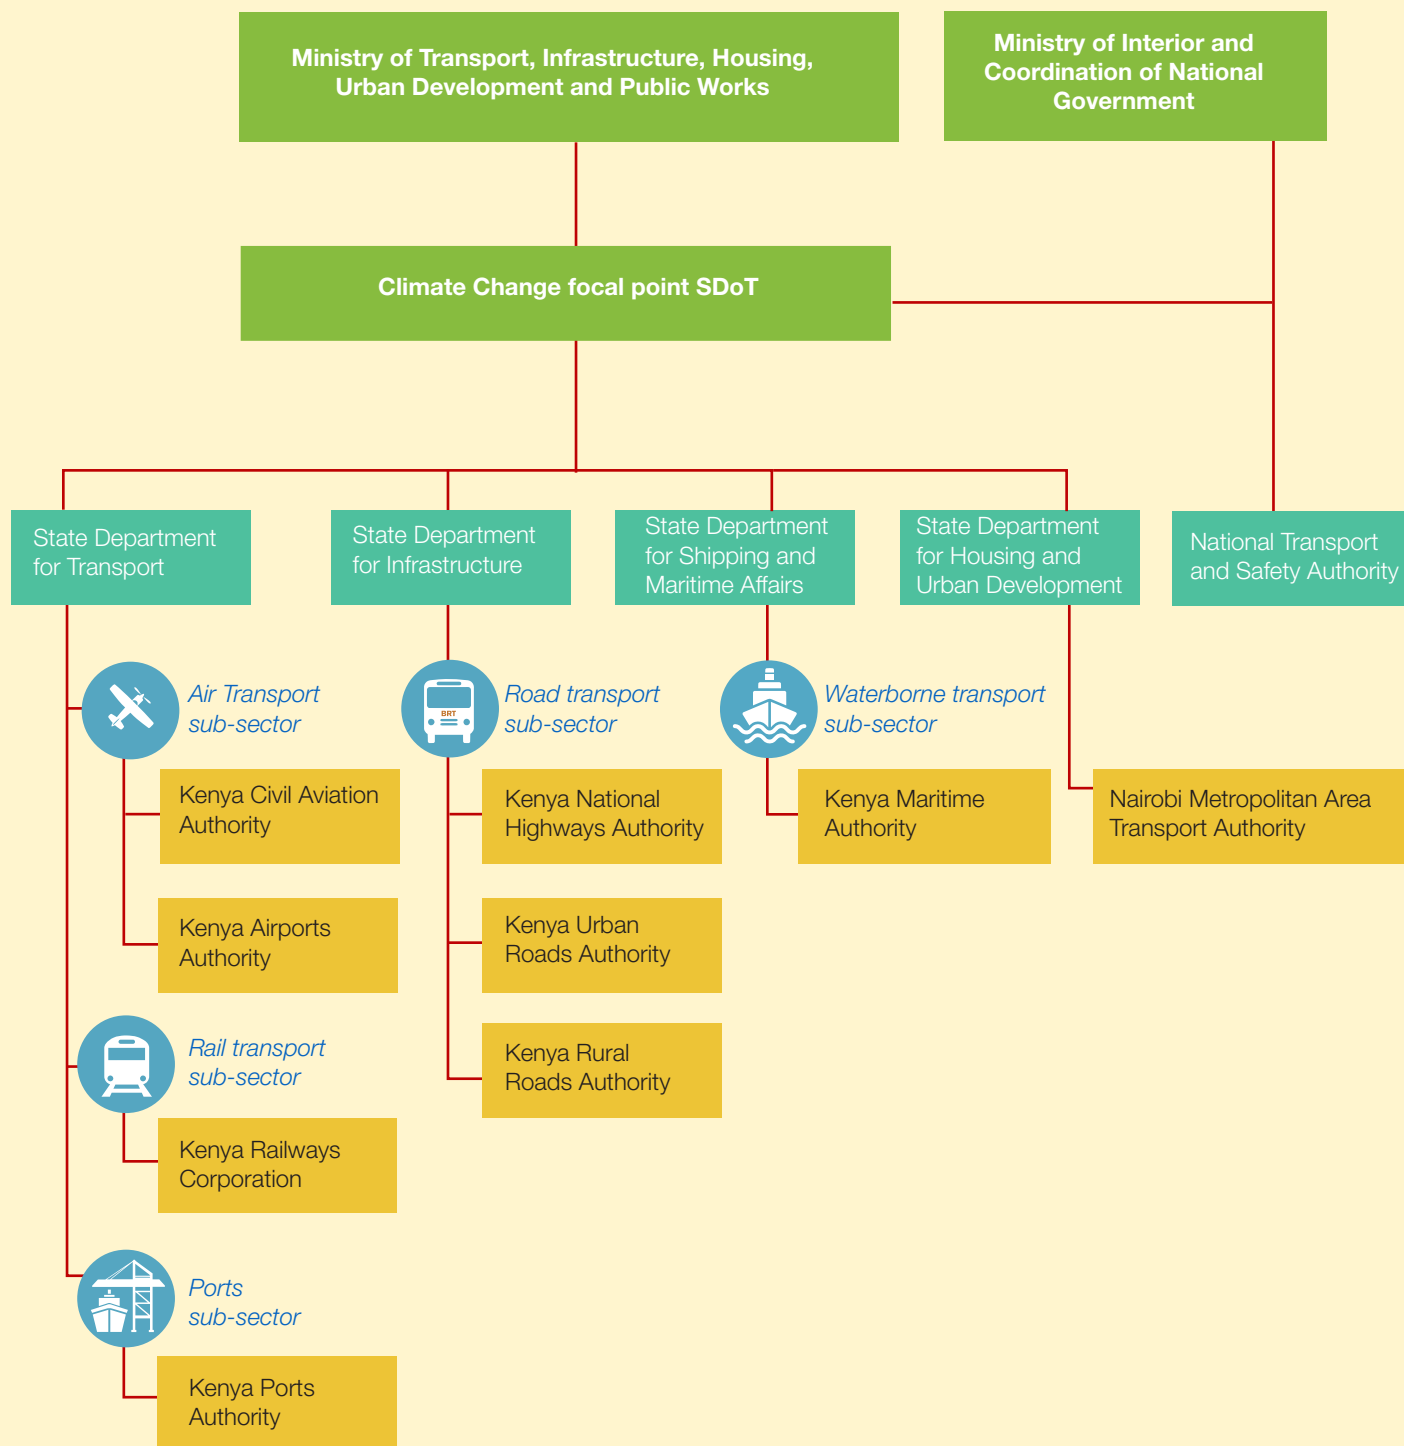 Ministry of Transport, Infrastructure, Housing,
Urban Development and Public Works
Ministry of Interior and
Coordination of National
Government
Climate Change focal point SDoT
State Department
for Transport
State Department
for Infrastructure
State Department
for Shipping and
Maritime Affairs
State Department
for Housing and
Urban Development
National Transport
and Safety Authority
Air Transport
sub-sector
BRT
Road transport
sub-sector
Waterborne transport
sub-sector
Kenya Civil Aviation
Authority
Kenya National
Highways Authority
Kenya Maritime
Authority
Nairobi Metropolitan Area
Transport Authority
Kenya Airports
Authority
Kenya Urban
Roads Authority
Rail transport
sub-sector
Kenya Rural
Roads Authority
Kenya Railways
Corporation
Ports
sub-sector
Kenya Ports
Authority